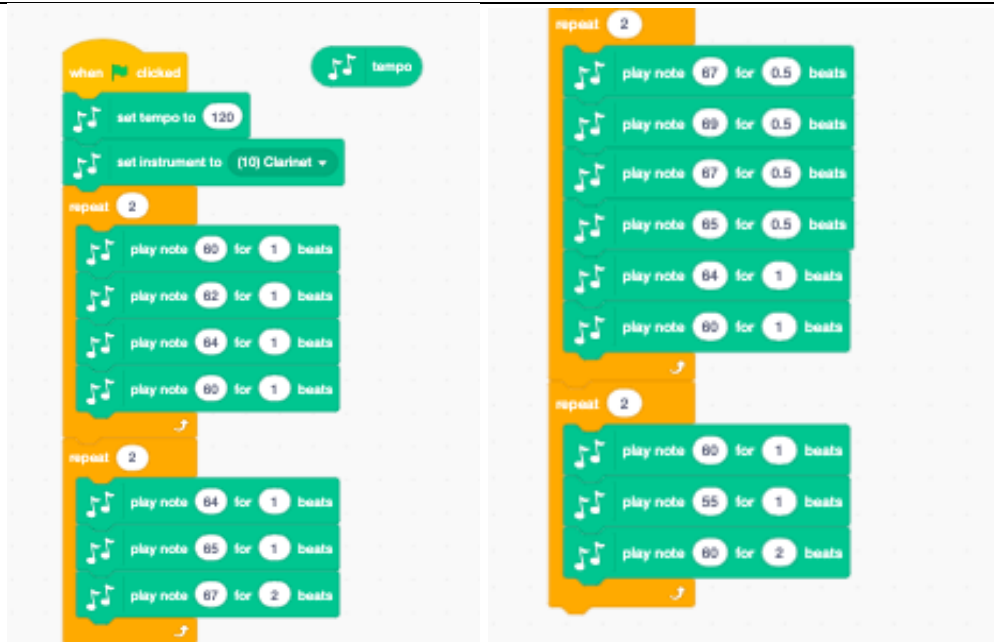 when clicked
tempo
set tempo to 120
set instrument to (10) Clarinet
repeat 2
play note 60 for 1 beats
play note 62 for 1 beats
play note 64 for 1 beats
play note 60 for 1 beats
repeat 2
play note 64 for 1 beats
play note 65 for 1 beats
play note 67 for 2 beats
repeat 2
play note 67 for 0.5 beats
play note 69 for 0.5 beats
play note 67 for 0.5 beats
play note 65 for 0.5 beats
play note 64 for 1 beats
play note 60 for 1 beats
repeat 2
play note 60 for 1 beats
play note 55 for 1 beats
play note 60 for 2 beats